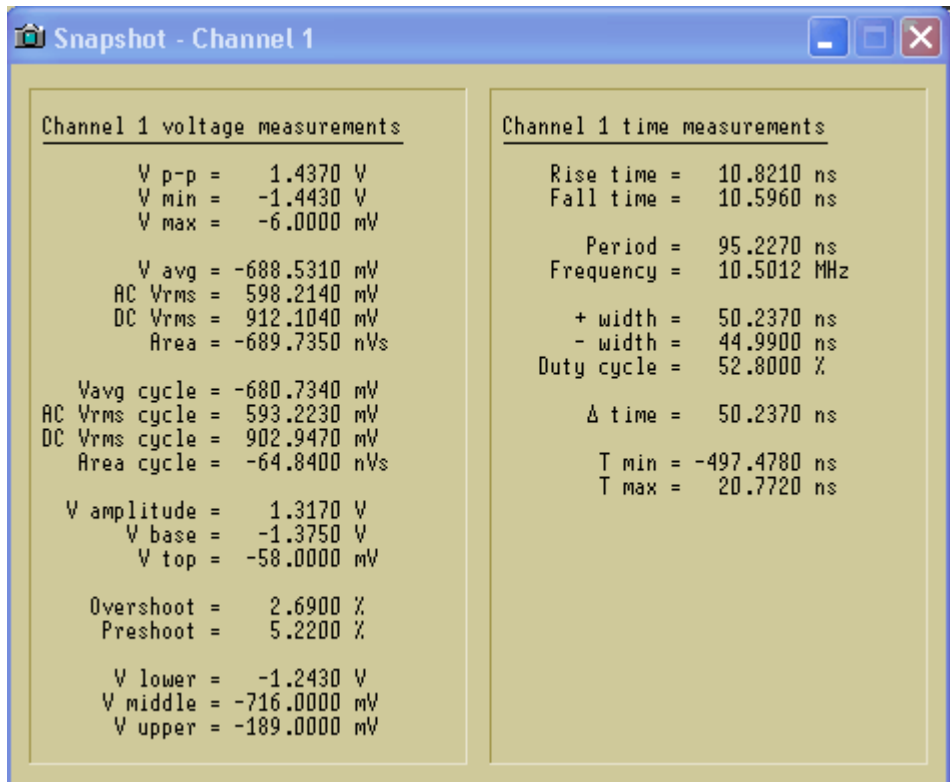 Snapshot - Channel 1
Channel 1 voltage measurements
V p-p = 1.4370 V
V min = -1.4430 V
V max = -6.0000 mV
V avg = -688.5310 mV
AC Vrms = 598.2140 mV
DC Vrms = 912.1040 mV
Area = -689.7350 nVs
Vavg cycle = -680.7340 mV
AC Vrms cycle = 593.2230 mV
DC Vrms cycle = 902.9470 mV
Area cycle = -64.8400 nVs
V amplitude = 1.3170 V
V base = -1.3750 V
V top = -58.0000 mV
Overshoot = 2.6900 %
Preshoot = 5.2200 %
V lower = -1.2430 V
V middle = -716.0000 mV
V upper = -189.0000 mV
Channel 1 time measurements
Rise time = 10.8210 ns
Fall time = 10.5960 ns
Period = 95.2270 ns
Frequency = 10.5012 MHz
+ width = 50.2370 ns
- width = 44.9900 ns
Duty cycle = 52.8000 %
Δ time = 50.2370 ns
T min = -497.4780 ns
T max = 20.7720 ns